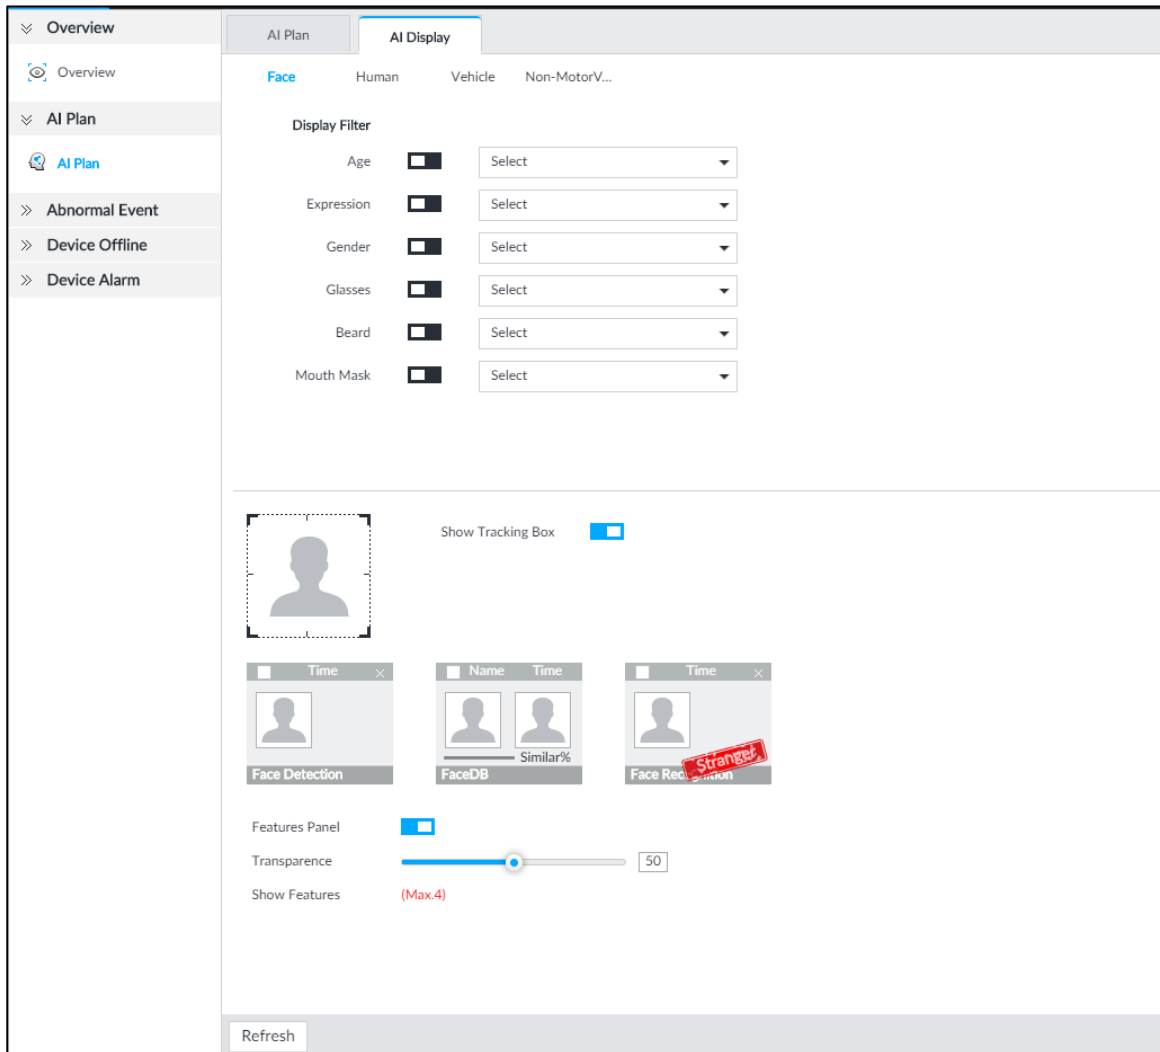 Overview
Overview
AI Plan
AI Plan
Abnormal Event
Device Offline
Device Alarm
AI Plan AI Display
Face Human Vehicle Non-MotorV...
Display Filter
Age Select
Expression Select
Gender Select
Glasses Select
Beard Select
Mouth Mask Select
Show Tracking Box
Time
Face Detection
Name Time
Similar%
FaceDB
Time
Stranger
Face Recognition
Features Panel
Transparence 50
Show Features (Max.4)
Refresh